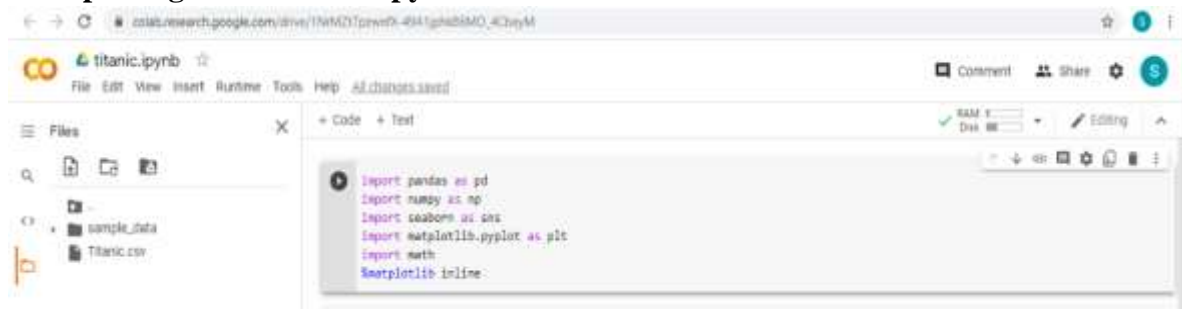 titanic.ipynb
File Edit View Insert Runtime Tools Help All changes saved
Comment Share S
S
Files
+ Code + Text
RAM
Disk
Editing
..
sample_data
Titanic.csv
import pandas as pd
import numpy as np
import seaborn as sns
import matplotlib.pyplot as plt
import math
%matplotlib inline